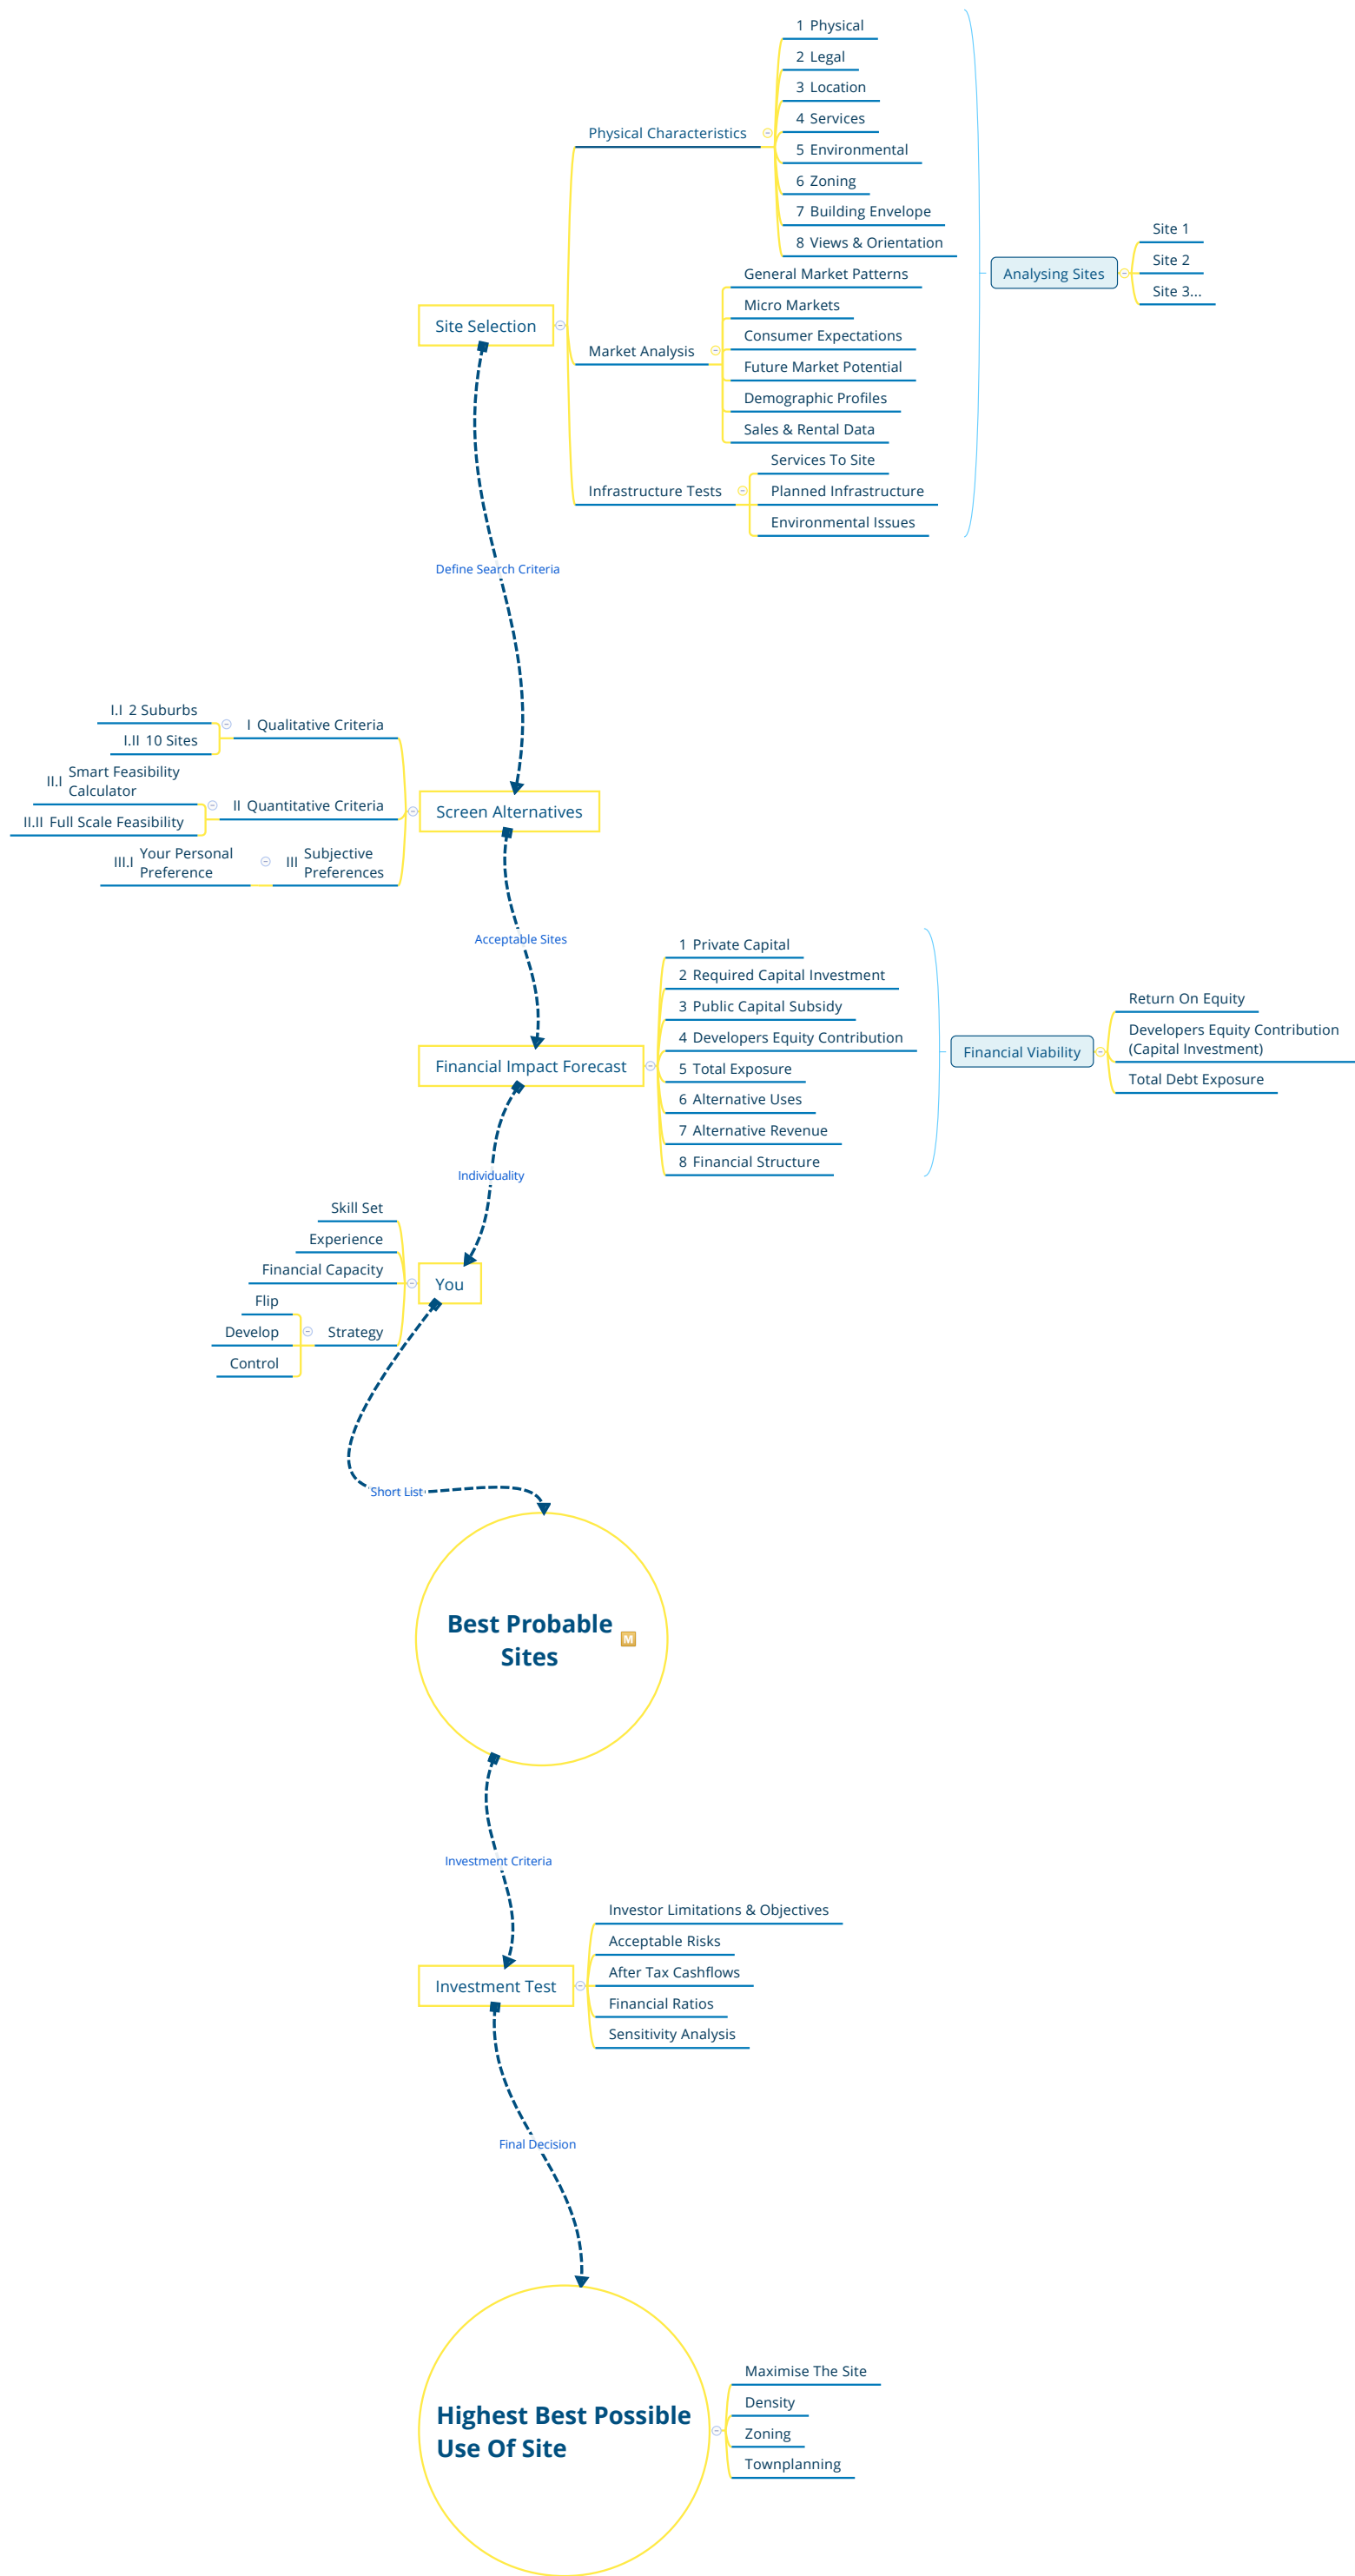 1 Physical
2 Legal
3 Location
4 Services
Physical Characteristics
5 Environmental
6 Zoning
7 Building Envelope
8 Views & Orientation
Site 1
Analysing Sites
Site 2
Site 3...
General Market Patterns
Micro Markets
Site Selection
Consumer Expectations
Market Analysis
Future Market Potential
Demographic Profiles
Sales & Rental Data
Services To Site
Infrastructure Tests
Planned Infrastructure
Environmental Issues
Define Search Criteria
I.I 2 Suburbs
I Qualitative Criteria
I.II 10 Sites
II.I Smart Feasibility
Calculator
II Quantitative Criteria
II.II Full Scale Feasibility
Screen Alternatives
III.I Your Personal
Preference
III Subjective
Preferences
Acceptable Sites
1 Private Capital
2 Required Capital Investment
3 Public Capital Subsidy
4 Developers Equity Contribution
Financial Impact Forecast
5 Total Exposure
6 Alternative Uses
7 Alternative Revenue
8 Financial Structure
Financial Viability
Return On Equity
Developers Equity Contribution
(Capital Investment)
Total Debt Exposure
Individuality
Skill Set
Experience
Financial Capacity
You
Flip
Develop
Strategy
Control
Short List
Best Probable
Sites
M
Investment Criteria
Investor Limitations & Objectives
Acceptable Risks
After Tax Cashflows
Investment Test
Financial Ratios
Sensitivity Analysis
Final Decision
Maximise The Site
Density
Highest Best Possible
Use Of Site
Zoning
Townplanning